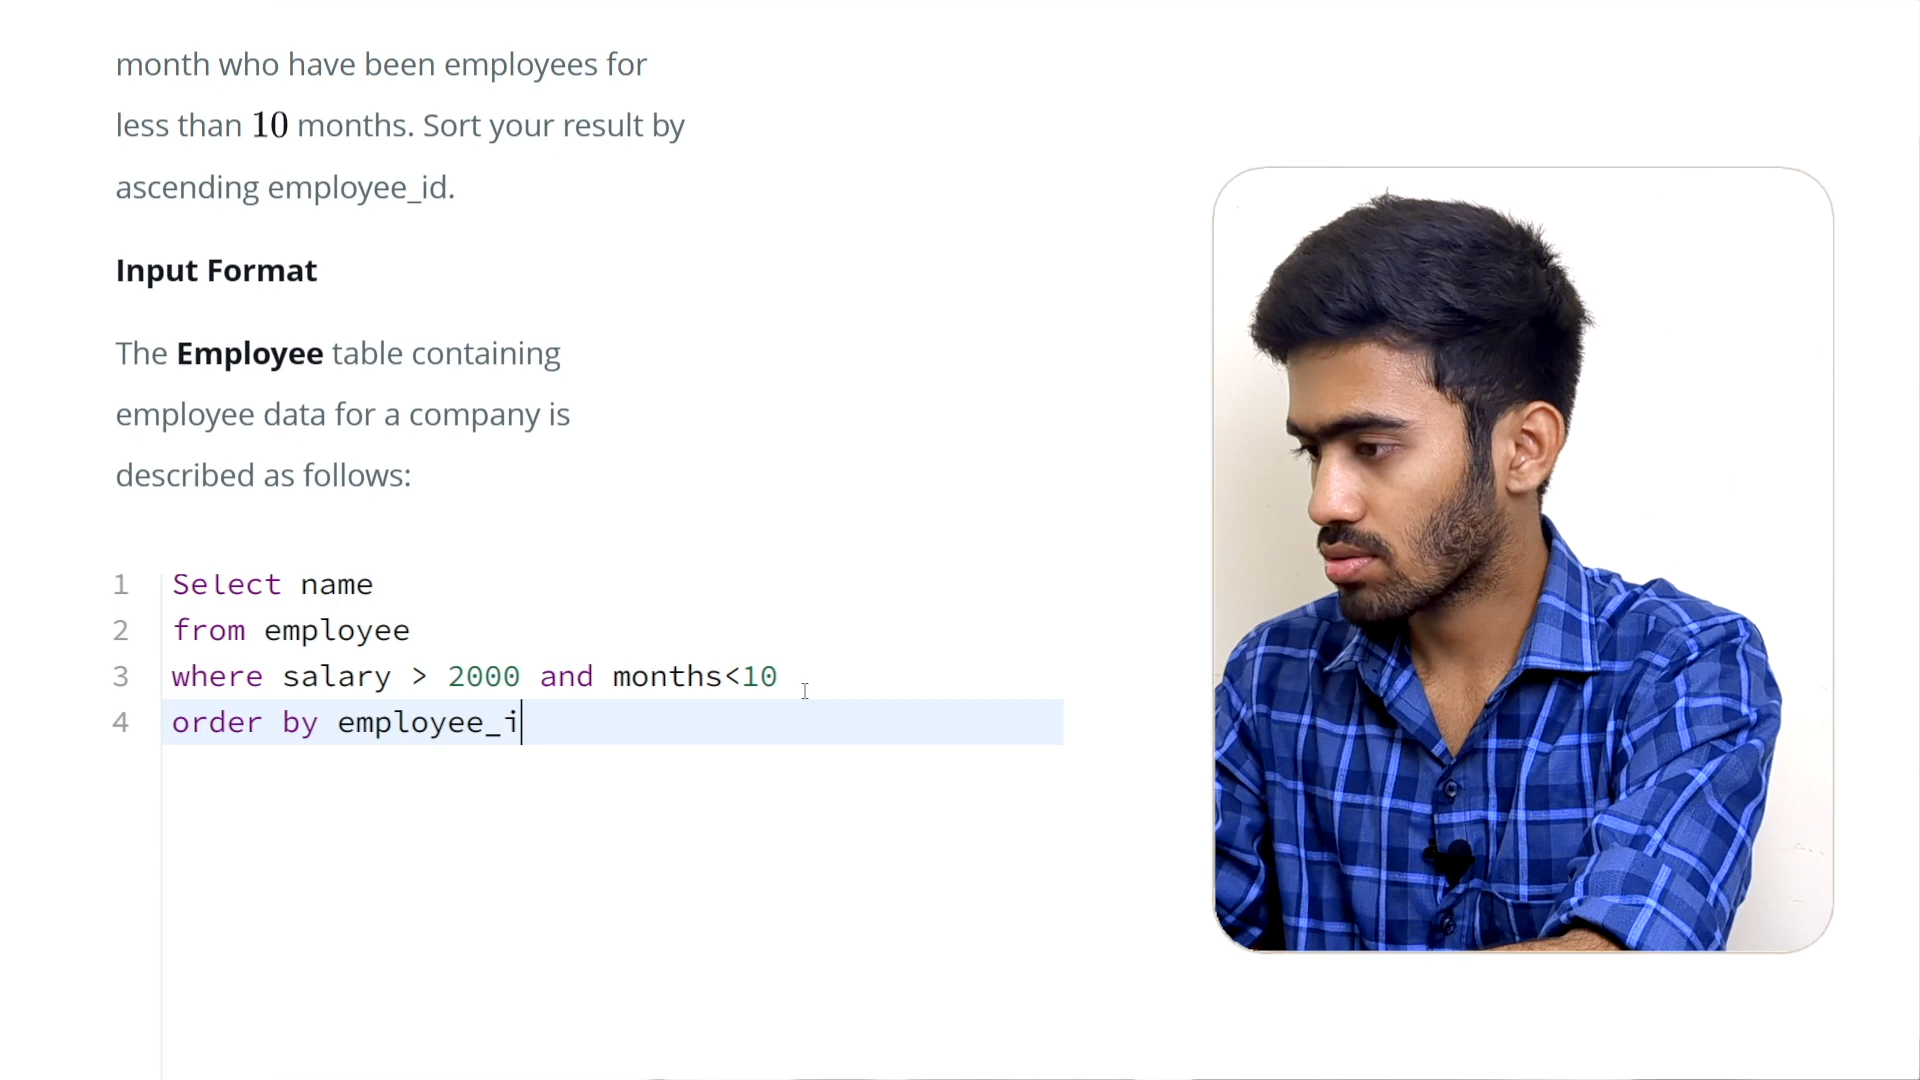 month who have been employees for
less than 10 months. Sort your result by
ascending employee_id.
Input Format
The Employee table containing
employee data for a company is
described as follows:
1 Select name
2 from employee
3 where salary > 2000 and months<10
4 order by employee_i